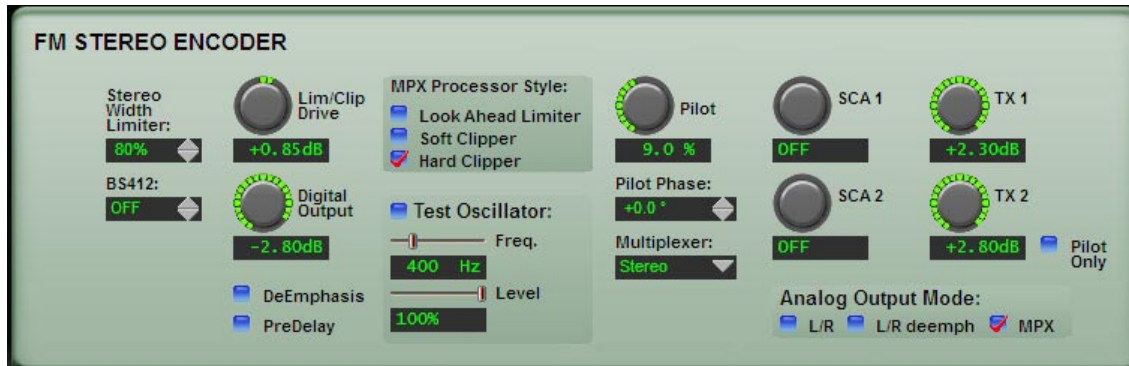 FM STEREO ENCODER
Stereo
Width
Limiter:
80%
BS412:
OFF
Lim/Clip
Drive
+0.85dB
Digital
Output
-2.80dB
DeEmphasis
PreDelay
MPX Processor Style:
Look Ahead Limiter
Soft Clipper
Hard Clipper
Test Oscillator:
Freq.
400 Hz
Level
100%
Pilot
9.0 %
Pilot Phase:
+0.0 °
Multiplexer:
Stereo
SCA 1
OFF
SCA 2
OFF
TX 1
+2.30dB
TX 2
+2.80dB
Pilot
Only
Analog Output Mode:
L/R L/R deemph MPX